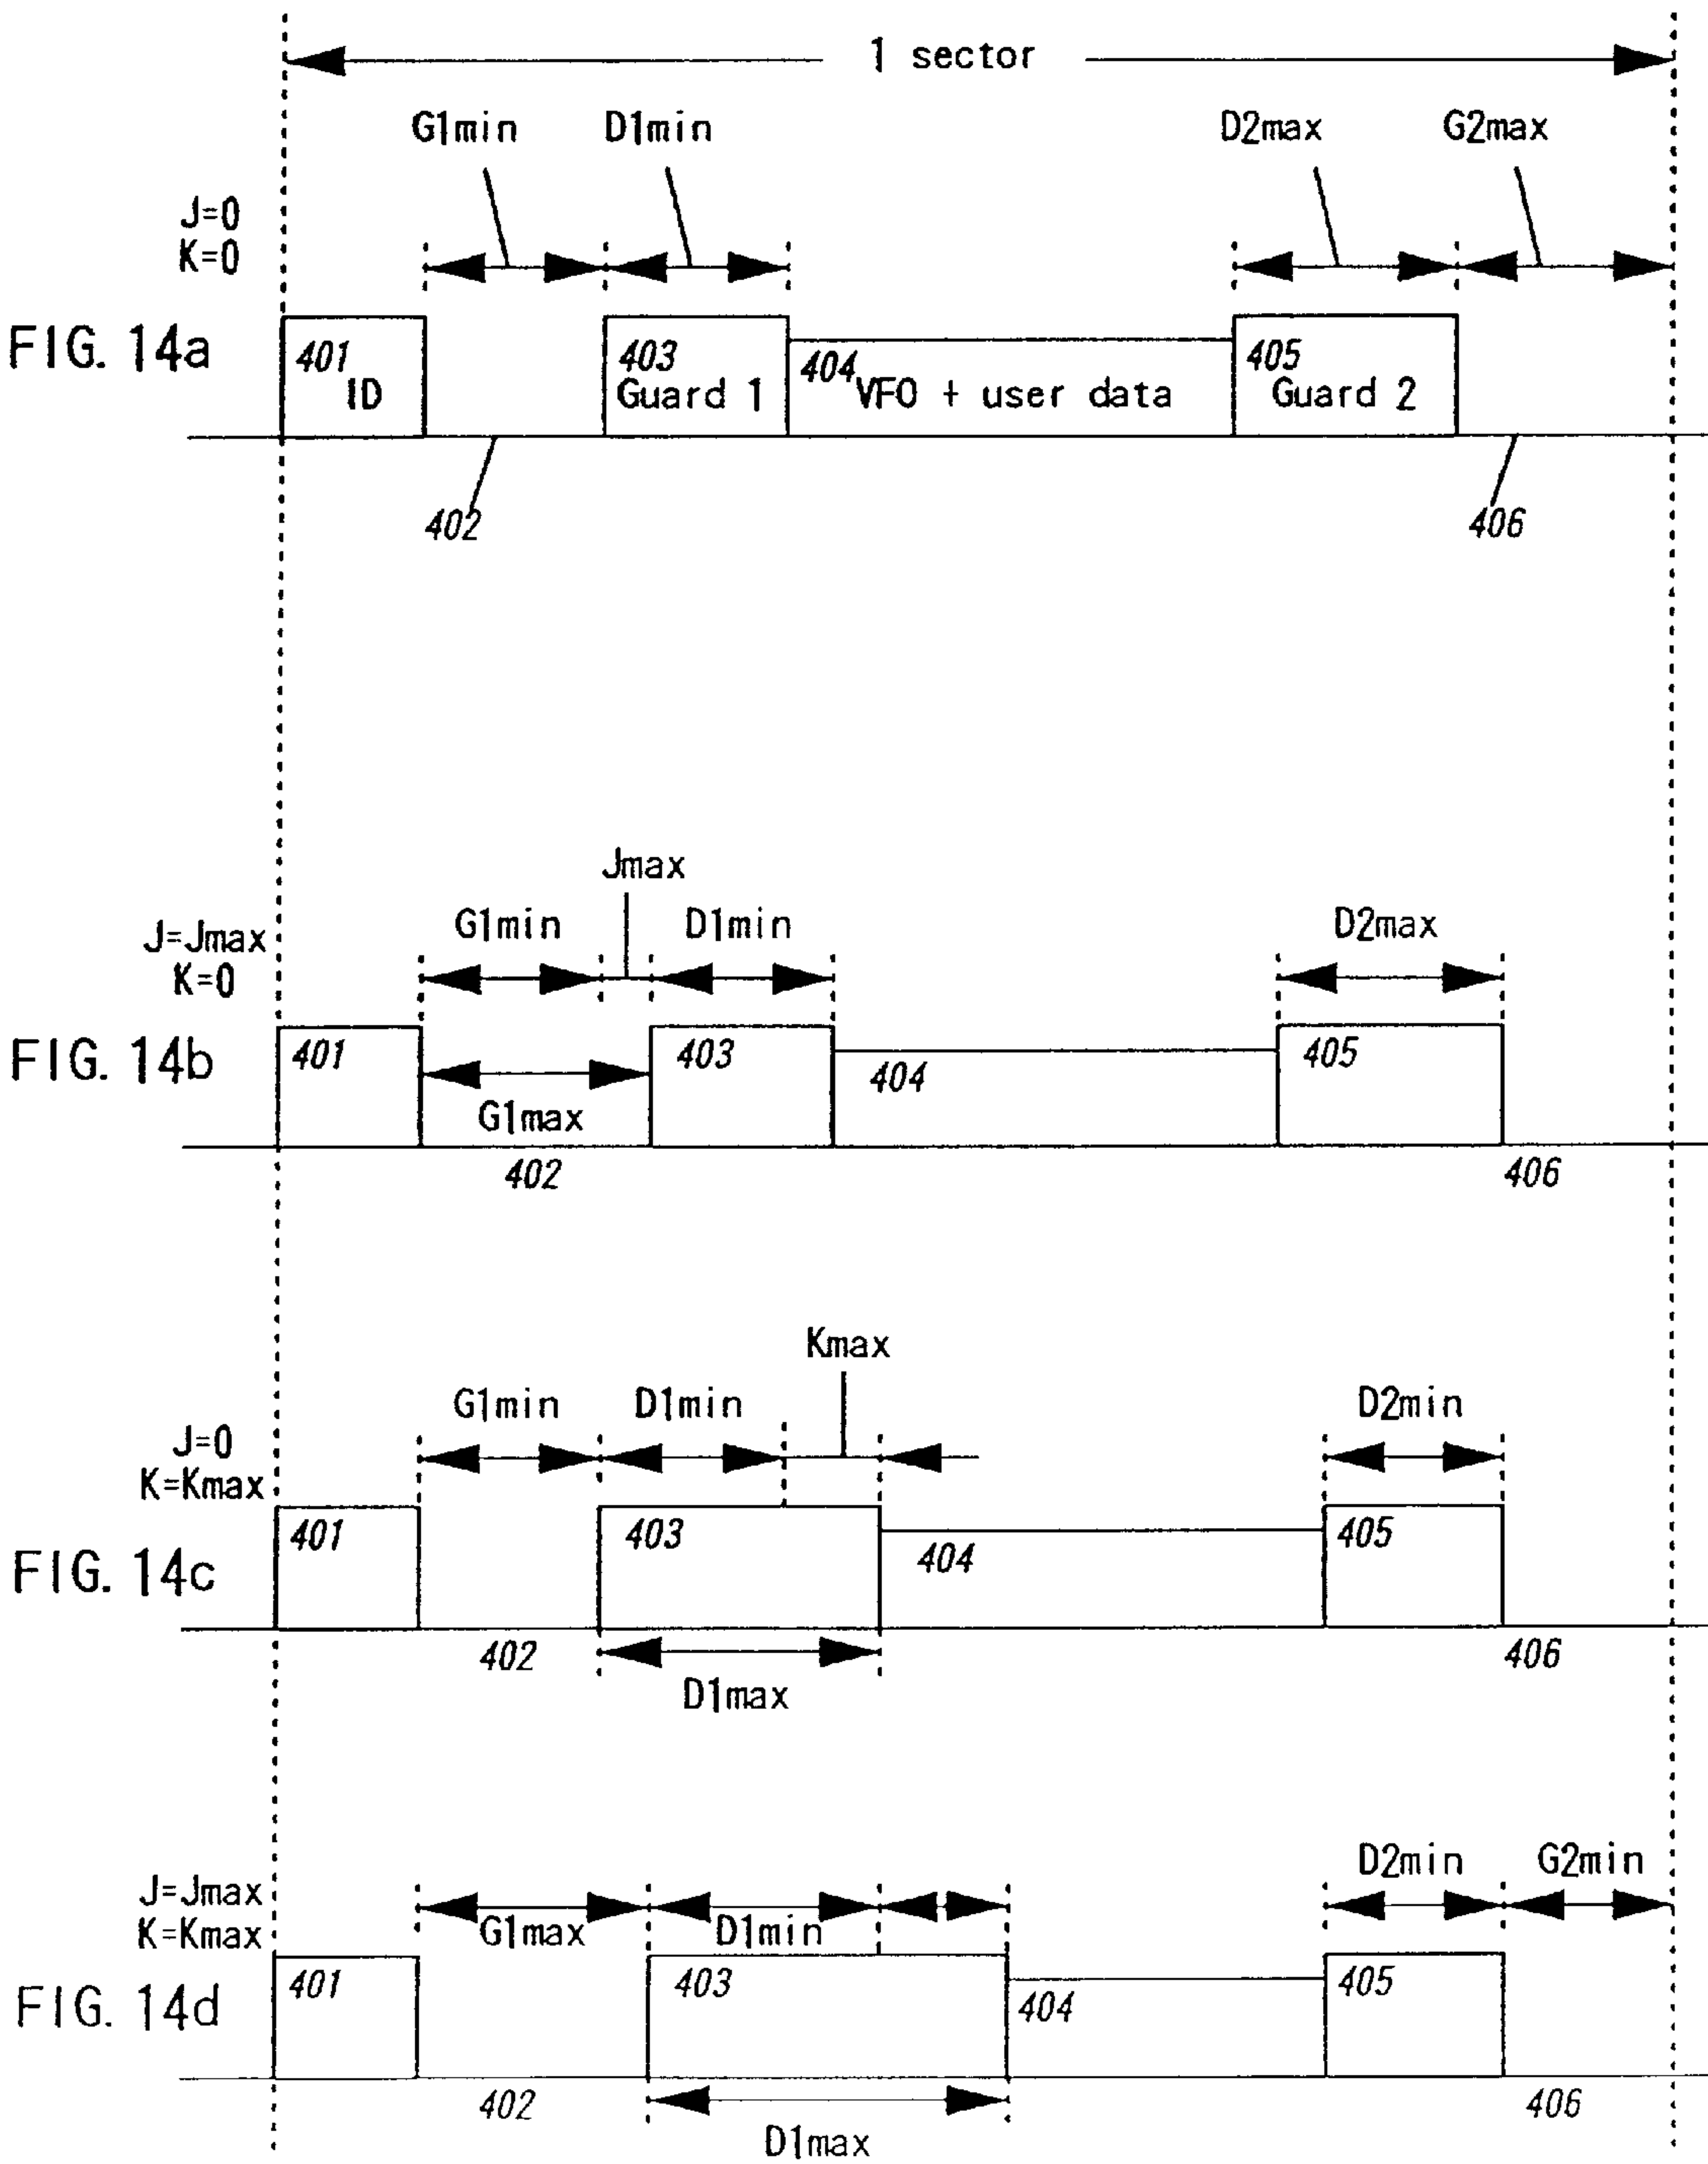 1 sector
G1min D1min D2max G2max
J=0
K=0
FIG. 14a
401 ID
403 Guard 1
404 VFO + user data
405 Guard 2
402 406
Jmax
G1min D1min D2max
J=Jmax
K=0
FIG. 14b
401 403 404 405
G1max
402 406
Kmax
G1min D1min D2min
J=0
K=Kmax
FIG. 14c
401 403 404 405
402 406
D1max
D2min G2min
J=Jmax
K=Kmax
G1max D1min
FIG. 14d
401 403 404 405
402 406
D1max